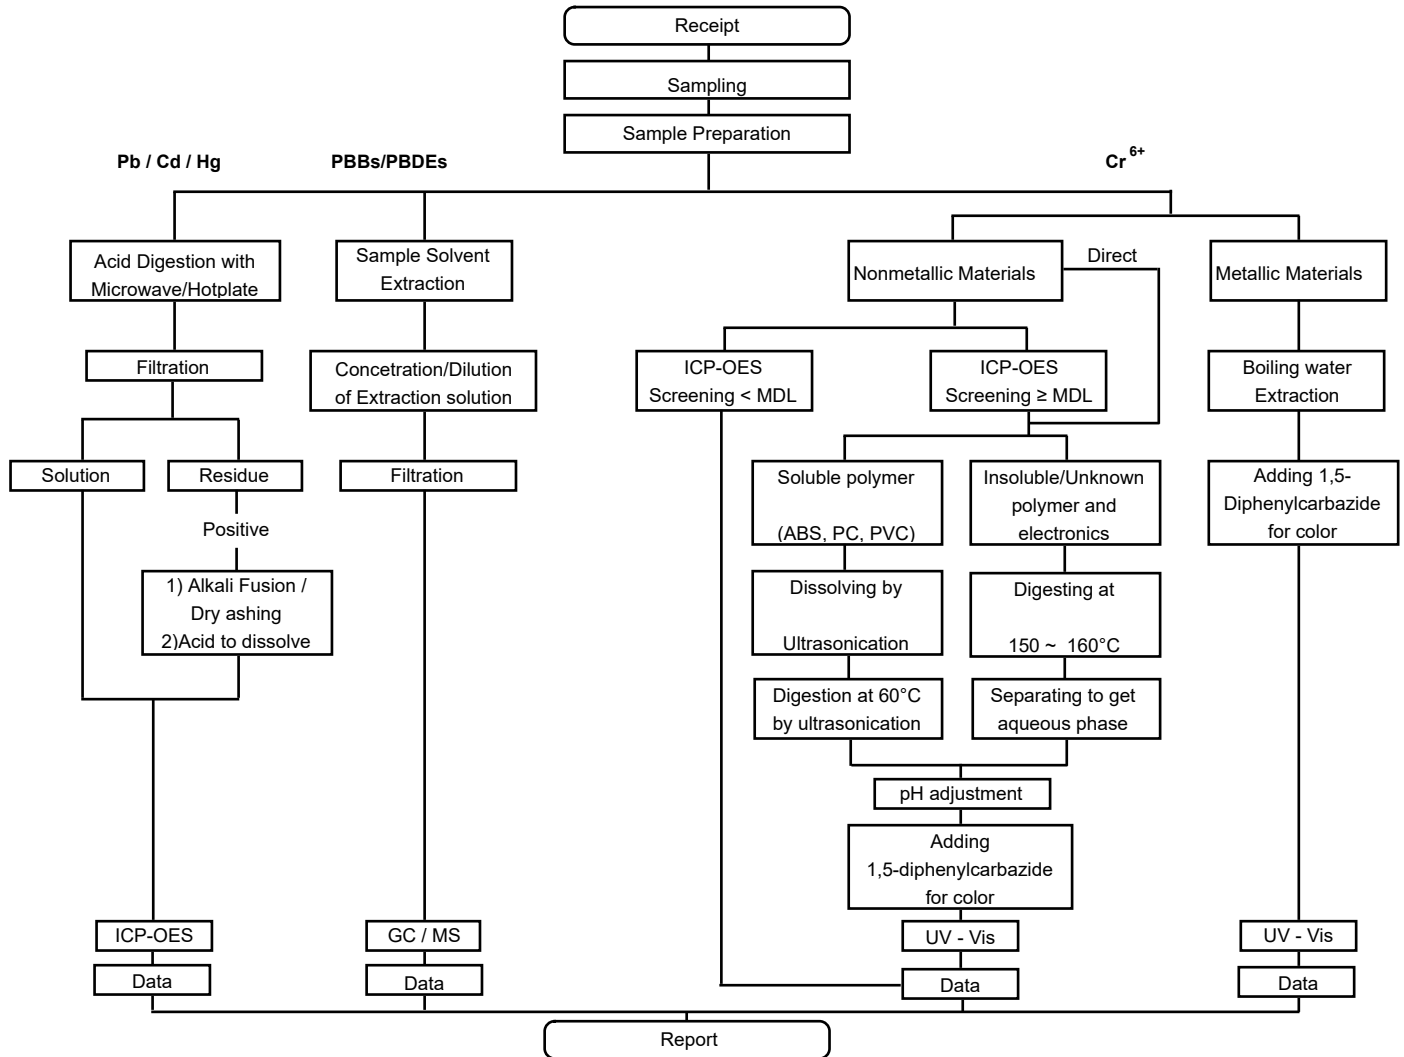 Receipt
Sampling
Sample Preparation
Pb / Cd / Hg
PBBs/PBDEs
Cr 6+
Acid Digestion with
Microwave/Hotplate
Sample Solvent
Extraction
Nonmetallic Materials
Direct
Metallic Materials
Filtration
Concetration/Dilution
of Extraction solution
ICP-OES
Screening < MDL
ICP-OES
Screening ≥ MDL
Boiling water
Extraction
Solution
Residue
Filtration
Soluble polymer
(ABS, PC, PVC)
Insoluble/Unknown
polymer and
electronics
Adding 1,5-
Diphenylcarbazide
for color
Positive
1) Alkali Fusion /
Dry ashing
2)Acid to dissolve
Dissolving by
Ultrasonication
Digesting at
150 ~ 160°C
Digestion at 60°C
by ultrasonication
Separating to get
aqueous phase
pH adjustment
Adding
1,5-diphenylcarbazide
for color
ICP-OES
GC / MS
UV - Vis
UV - Vis
Data
Data
Data
Data
Report